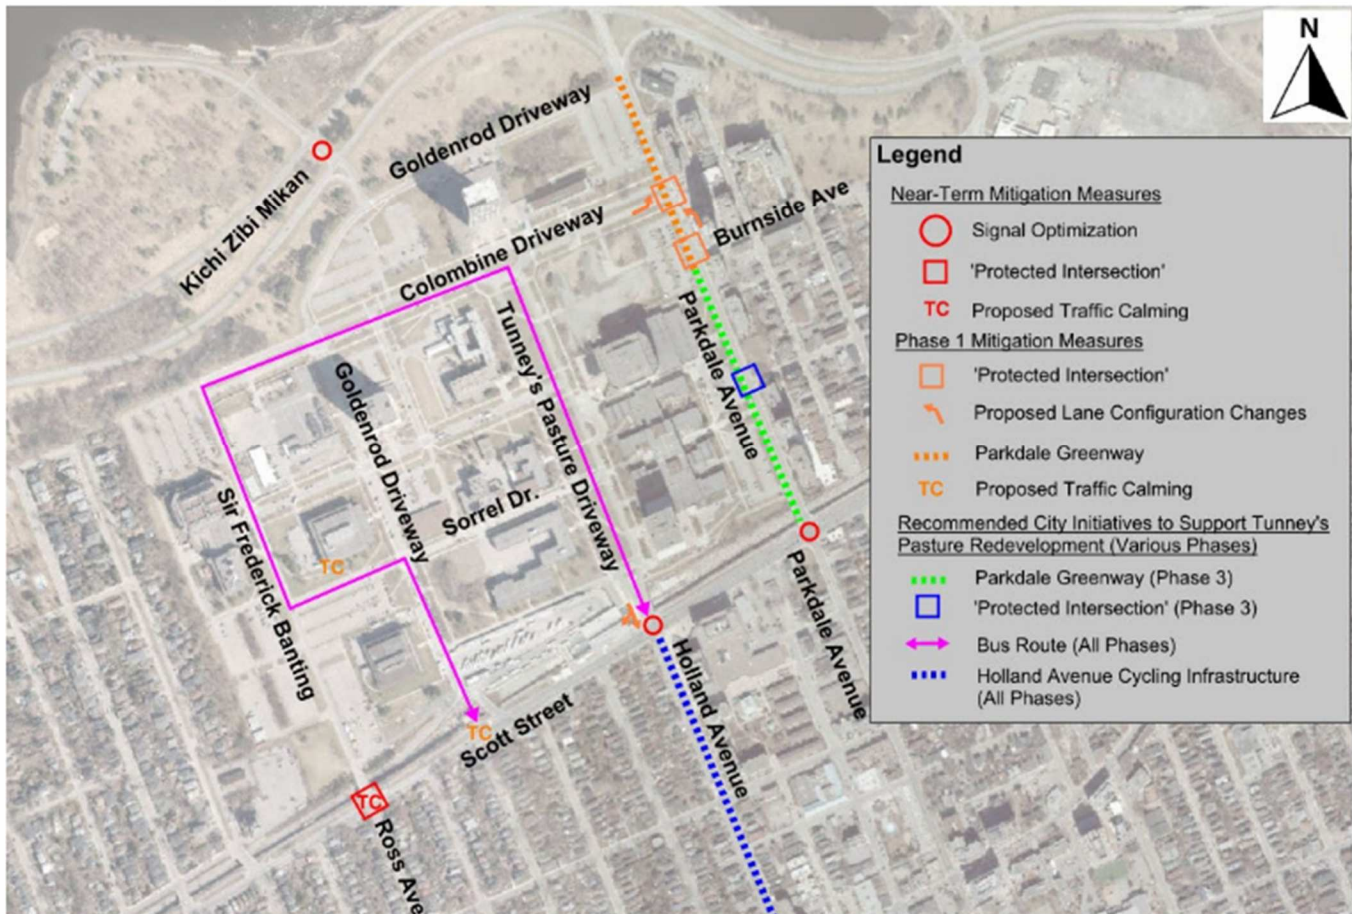 N
Goldenrod Driveway
Kichi Zibi Mikan
Colombine Driveway
Burnside Ave
Tunney's Pasture Driveway
Parkdale Avenue
Goldenrod Driveway
Sorrel Dr.
Sir Frederick Banting
TC
Parkdale Avenue
Holland Avenue
TC
Scott Street
TC
Ross Ave
Legend
Near-Term Mitigation Measures
Signal Optimization
'Protected Intersection'
TC Proposed Traffic Calming
Phase 1 Mitigation Measures
'Protected Intersection'
Proposed Lane Configuration Changes
Parkdale Greenway
TC Proposed Traffic Calming
Recommended City Initiatives to Support Tunney's
Pasture Redevelopment (Various Phases)
Parkdale Greenway (Phase 3)
'Protected Intersection' (Phase 3)
Bus Route (All Phases)
Holland Avenue Cycling Infrastructure
(All Phases)